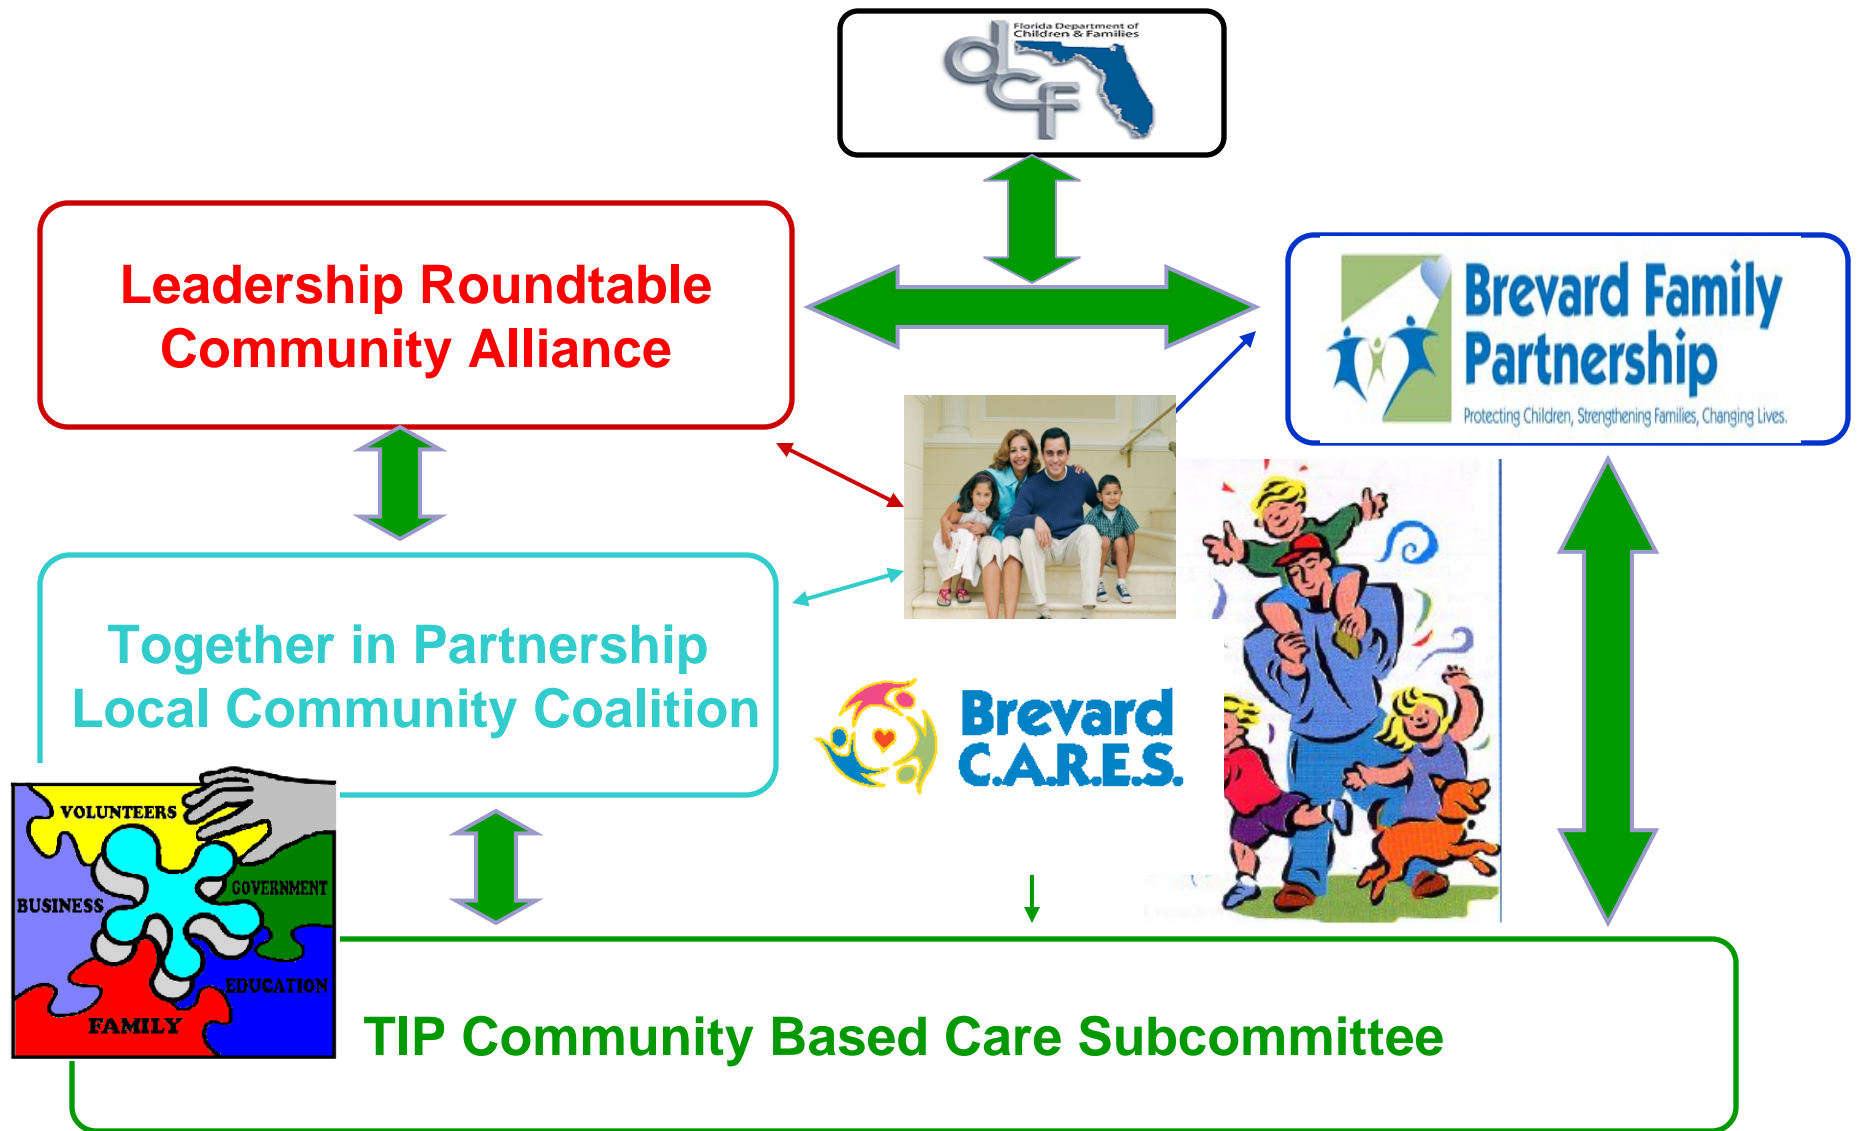 Florida Department of
Children & Families
dcf
Leadership Roundtable
Community Alliance
Brevard Family
Partnership
Protecting Children, Strengthening Families, Changing Lives.
Together in Partnership
Local Community Coalition
Brevard
C.A.R.E.S.
VOLUNTEERS
GOVERNMENT
BUSINESS
EDUCATION
FAMILY
TIP Community Based Care Subcommittee